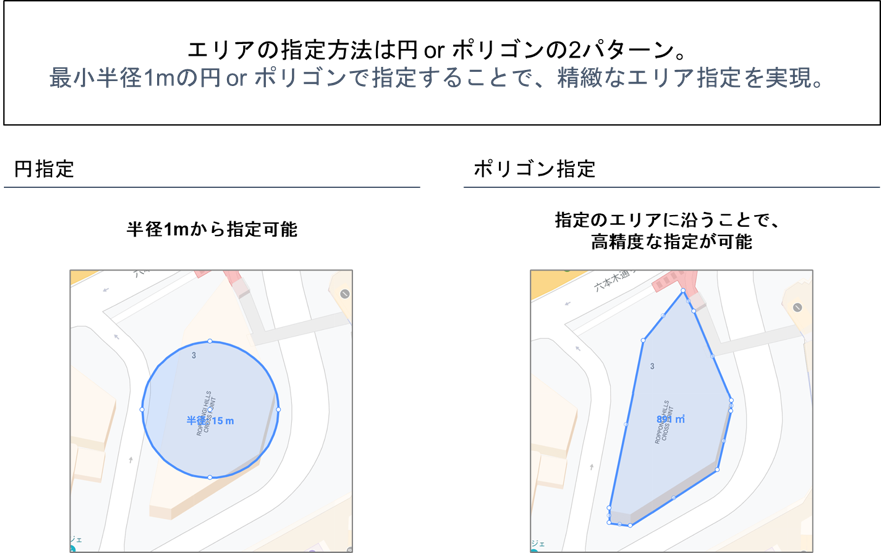 エリアの指定方法は円 or ポリゴンの2パターン。
最小半径1mの円 or ポリゴンで指定することで、精緻なエリア指定を実現。
円指定
ポリゴン指定
半径1mから指定可能
指定のエリアに沿うことで、
高精度な指定が可能
六本
3
ROPPONGI HILLS
CROSS POINT
半径 15 m
ジェ
六本木通り
3
ROPPONGI HILLS
CROSS POINT
891 ㎡
ジェ